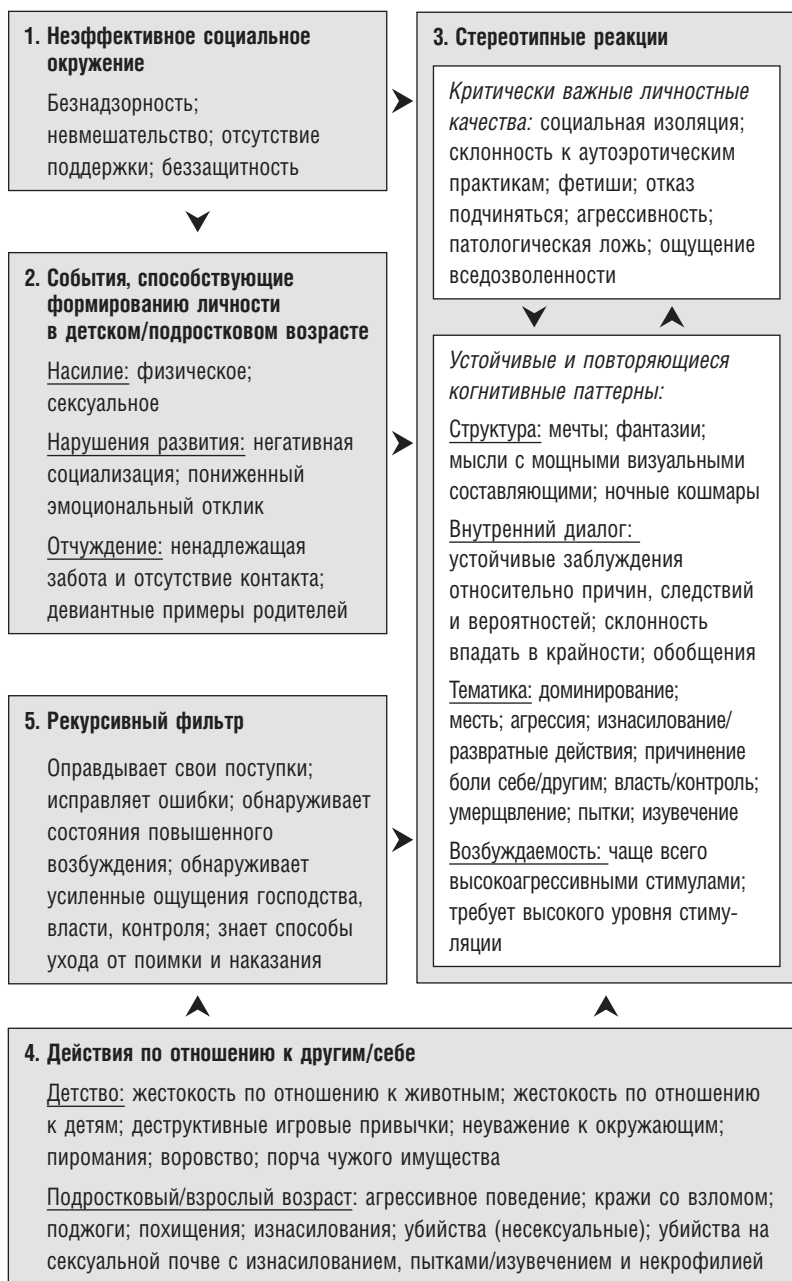 1. Неэффективное социальное
окружение
Безнадзорность;
невмешательство; отсутствие
поддержки; беззащитность
2. События, способствующие
формированию личности
в детском/подростковом возрасте
Насилие: физическое;
сексуальное
Нарушения развития: негативная
социализация; пониженный
эмоциональный отклик
Отчуждение: ненадлежащая
забота и отсутствие контакта;
девиантные примеры родителей
3. Стереотипные реакции
Критически важные личностные
качества: социальная изоляция;
склонность к аутоэротическим
практикам; фетиши; отказ
подчиняться; агрессивность;
патологическая ложь; ощущение
вседозволенности
Устойчивые и повторяющиеся
когнитивные паттерны:
Структура: мечты; фантазии;
мысли с мощными визуальными
составляющими; ночные кошмары
Внутренний диалог:
устойчивые заблуждения
относительно причин, следствий
и вероятностей; склонность
впадать в крайности; обобщения
Тематика: доминирование;
месть; агрессия; изнасилование/
развратные действия; причинение
боли себе/другим; власть/контроль;
умерщвление; пытки; изувечение
Возбуждаемость: чаще всего
высокоагрессивными стимулами;
требует высокого уровня стиму-
ляции
5. Рекурсивный фильтр
Оправдывает свои поступки;
исправляет ошибки; обнаруживает
состояния повышенного
возбуждения; обнаруживает
усиленные ощущения господства,
власти, контроля; знает способы
ухода от поимки и наказания
4. Действия по отношению к другим/себе
Детство: жестокость по отношению к животным; жестокость по отношению
к детям; деструктивные игровые привычки; неуважение к окружающим;
пиромания; воровство; порча чужого имущества
Подростковый/взрослый возраст: агрессивное поведение; кражи со взломом;
поджоги; похищения; изнасилования; убийства (несексуальные); убийства на
сексуальной почве с изнасилованием, пытками/изувечением и некрофилией